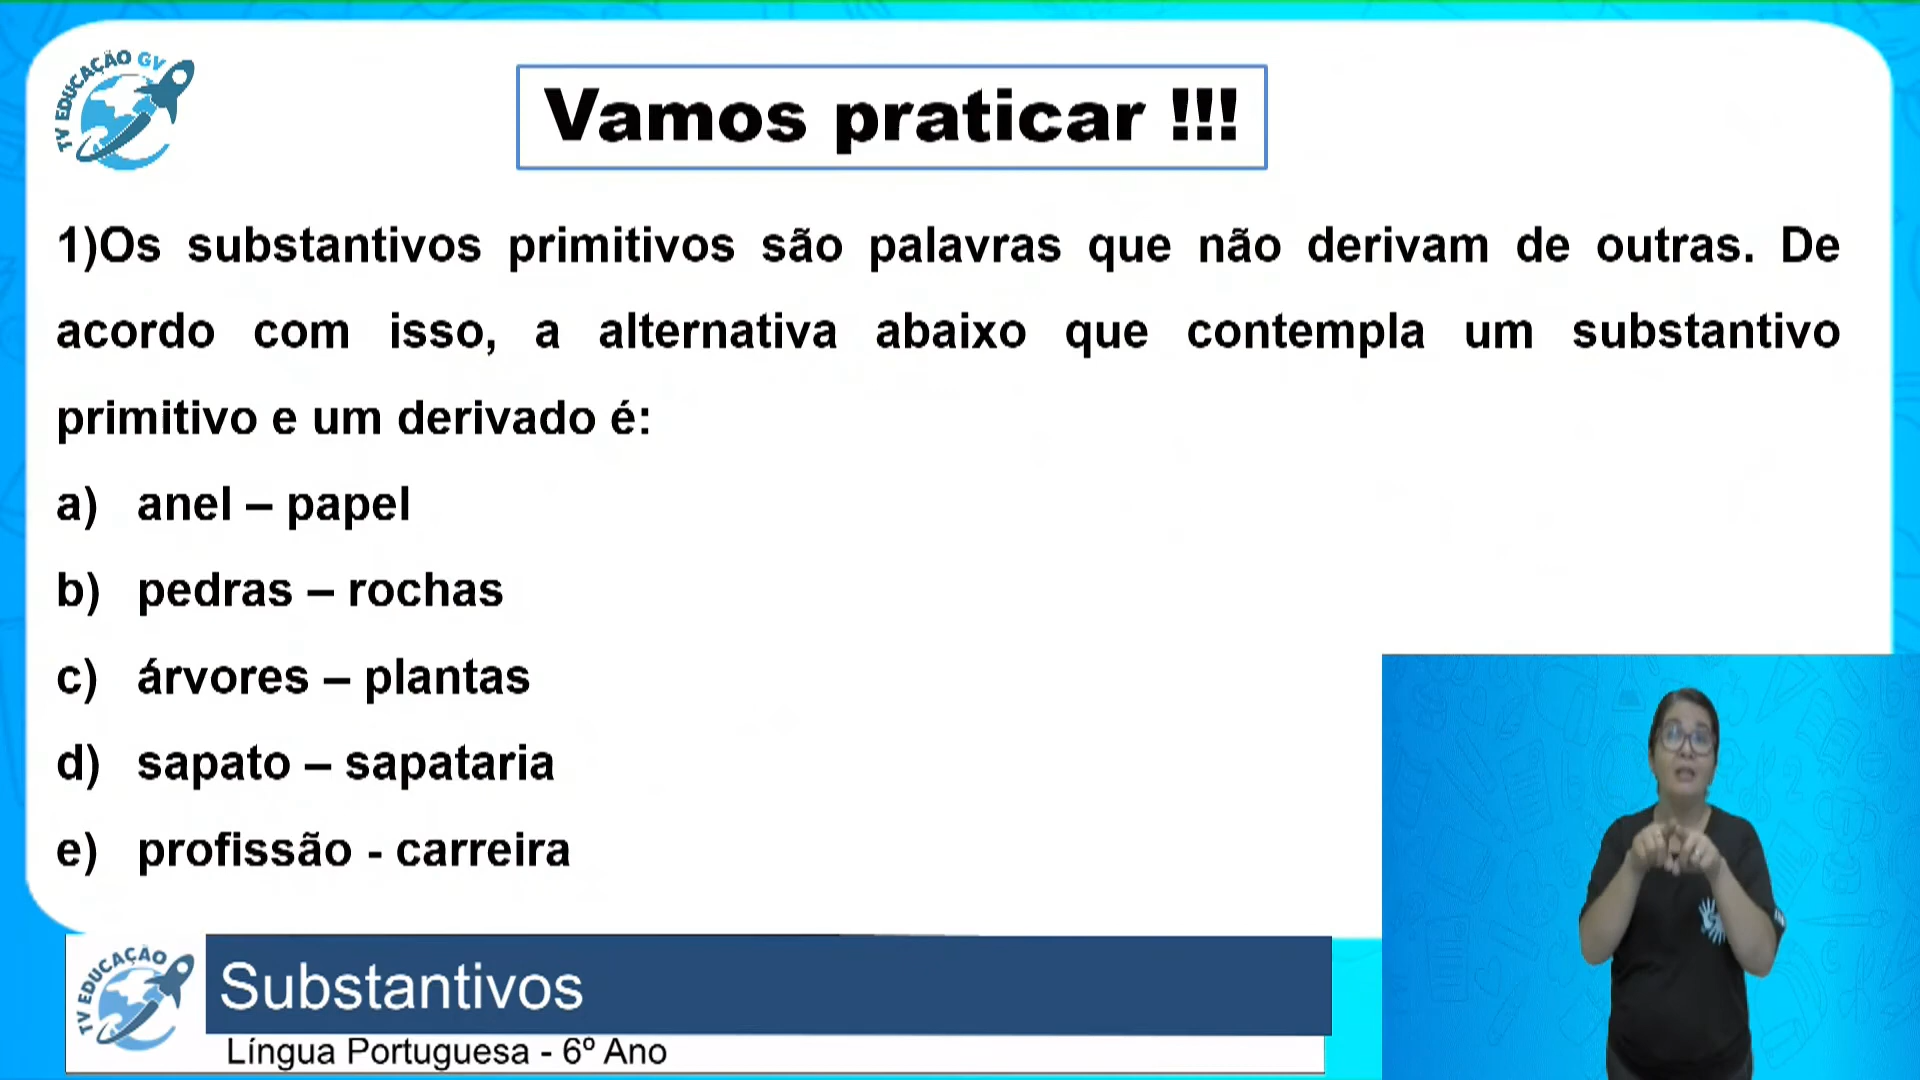 TV EDUCAÇÃO GV
Vamos praticar !!!
1)Os substantivos primitivos são palavras que não derivam de outras. De
acordo com isso, a alternativa abaixo que contempla um substantivo
primitivo e um derivado é:
a) anel – papel
b) pedras – rochas
c) árvores – plantas
d) sapato – sapataria
e) profissão - carreira
TV EDUCAÇÃO
Substantivos
Língua Portuguesa - 6º Ano